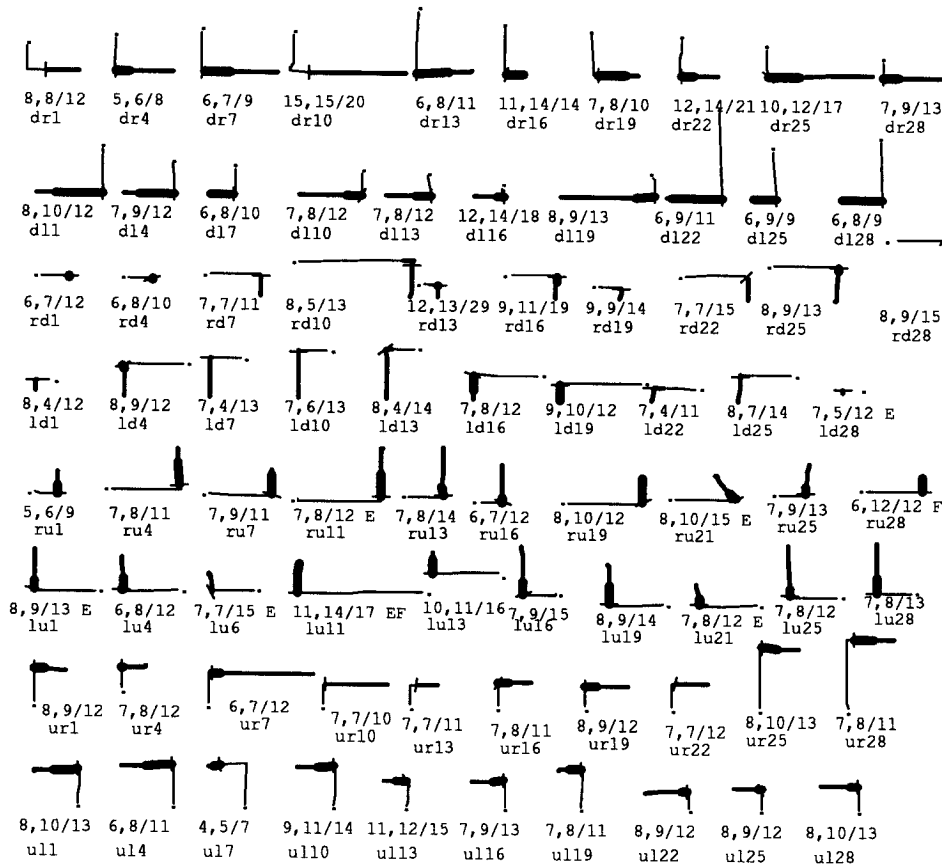 8,8/12 5,6/8 6,7/9 15,15/20 6,8/11 11,14/14 7,8/10 12,14/21 10,12/17 7,9/13
dr1 dr4 dr7 dr10 dr13 dr16 dr19 dr22 dr25 dr28
8,10/12 7,9/12 6,8/10 7,8/12 7,8/12 12,14/18 8,9/13 6,9/11 6,9/9 6,8/9
dl1 dl4 dl7 dl10 dl13 dl16 dl19 dl22 dl25 dl28
6,7/12 6,8/10 7,7/11 8,5/13 12,13/29 9,11/19 9,9/14 7,7/15 8,9/13 8,9/15
rd1 rd4 rd7 rd10 rd13 rd16 rd19 rd22 rd25 rd28
8,4/12 8,9/12 7,4/13 7,6/13 8,4/14 7,8/12 9,10/12 7,4/11 8,7/14 7,5/12 E
ld1 ld4 ld7 ld10 ld13 ld16 ld19 ld22 ld25 ld28
5,6/9 7,8/11 7,9/11 7,8/12 E 7,8/14 6,7/12 8,10/12 8,10/15 E 7,9/13 6,12/12 F
ru1 ru4 ru7 ru11 ru13 ru16 ru19 ru21 ru25 ru28
8,9/13 E 6,8/12 7,7/15 E 11,14/17 EF 10,11/16 7,9/15 8,9/14 7,8/12 E 7,8/12 7,8/13
lu1 lu4 lu6 lu11 lu13 lu16 lu19 lu21 lu25 lu28
8,9/12 7,8/12 6,7/12 7,7/10 7,7/11 7,8/11 8,9/12 7,7/12 8,10/13 7,8/11
ur1 ur4 ur7 ur10 ur13 ur16 ur19 ur22 ur25 ur28
8,10/13 6,8/11 4,5/7 9,11/14 11,12/15 7,9/13 7,8/11 8,9/12 8,9/12 8,10/13
ul1 ul4 ul7 ul10 ul13 ul16 ul19 ul22 ul25 ul28